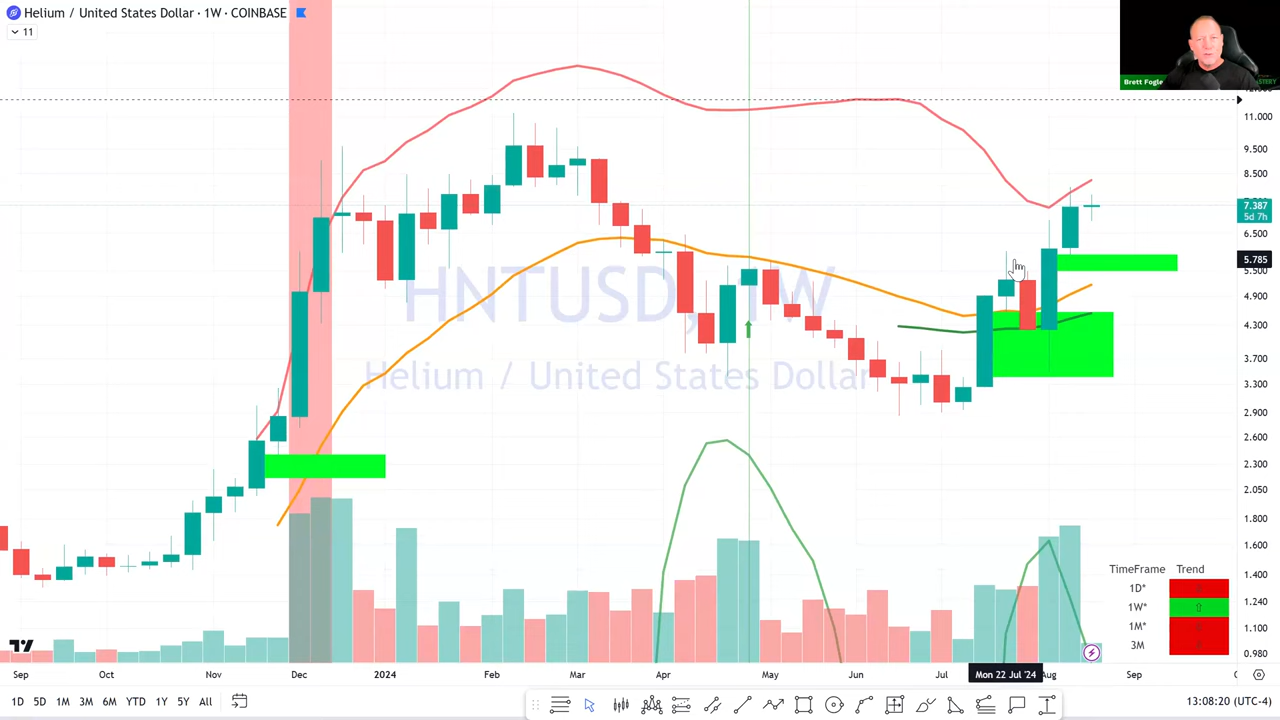 Helium / United States Dollar · 1W · COINBASE
11
Brett Fogle
11.000
9.500
8.500
7.387
5d 7h
6.500
5.785
5.500
4.900
4.300
3.700
3.300
2.900
2.600
2.300
2.050
1.800
1.600
1.400
1.240
1.100
0.980
HNTUSD, 1W
Helium / United States Dollar
TimeFrame Trend
1D*
1W* ⇧
1M*
3M
Sep Oct Nov Dec 2024 Feb Mar Apr May Jun Jul Mon 22 Jul '24 Aug Sep
1D 5D 1M 3M 6M YTD 1Y 5Y All 13:08:20 (UTC-4)